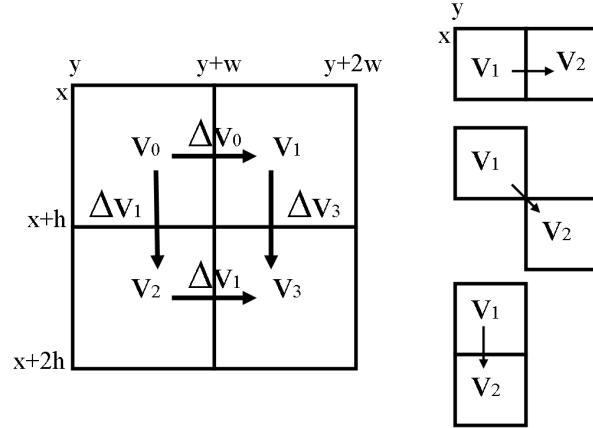 y y+w y+2w
x
V0 ΔV0 V1
ΔV1 ΔV3
x+h
V2 ΔV1 V3
x+2h
y
x
V1 V2
V1
V2
V1
V2